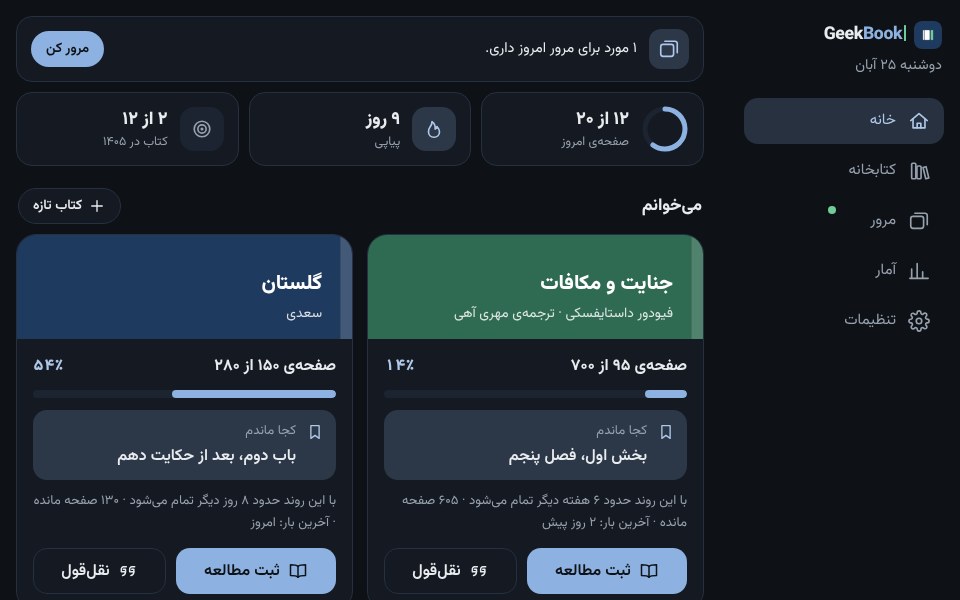 GeekBook
دوشنبه ۲۵ آبان
خانه
کتابخانه
مرور
آمار
تنظیمات
۱ مورد برای مرور امروز داری.
مرور کن
۱۲ از ۲۰
صفحه‌ی امروز
۹ روز
پیاپی
۲ از ۱۲
کتاب در ۱۴۰۵
می‌خوانم
کتاب تازه
جنایت و مکافات
فیودور داستایفسکی · ترجمه‌ی مهری آهی
صفحه‌ی ۹۵ از ۷۰۰
۱۴٪
کجا ماندم
بخش اول، فصل پنجم
با این روند حدود ۶ هفته دیگر تمام می‌شود · ۶۰۵ صفحه
مانده · آخرین بار: ۲ روز پیش
ثبت مطالعه
نقل‌قول
گلستان
سعدی
صفحه‌ی ۱۵۰ از ۲۸۰
۵۴٪
کجا ماندم
باب دوم، بعد از حکایت دهم
با این روند حدود ۸ روز دیگر تمام می‌شود · ۱۳۰ صفحه مانده
· آخرین بار: امروز
ثبت مطالعه
نقل‌قول